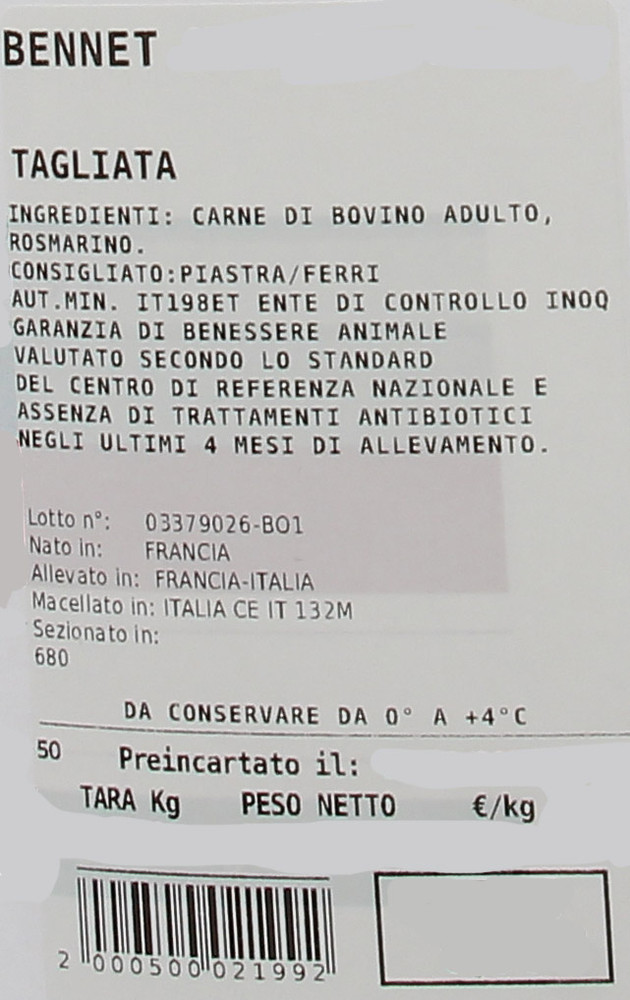 BENNET
TAGLIATA
INGREDIENTI: CARNE DI BOVINO ADULTO,
ROSMARINO.
CONSIGLIATO:PIASTRA/FERRI
AUT.MIN. IT198ET ENTE DI CONTROLLO INOQ
GARANZIA DI BENESSERE ANIMALE
VALUTATO SECONDO LO STANDARD
DEL CENTRO DI REFERENZA NAZIONALE E
ASSENZA DI TRATTAMENTI ANTIBIOTICI
NEGLI ULTIMI 4 MESI DI ALLEVAMENTO.
Lotto n°: 03379026-BO1
Nato in: FRANCIA
Allevato in: FRANCIA-ITALIA
Macellato in: ITALIA CE IT 132M
Sezionato in:
680
DA CONSERVARE DA 0° A +4°C
50 Preincartato il:
TARA Kg PESO NETTO €/kg
2 000500 021992